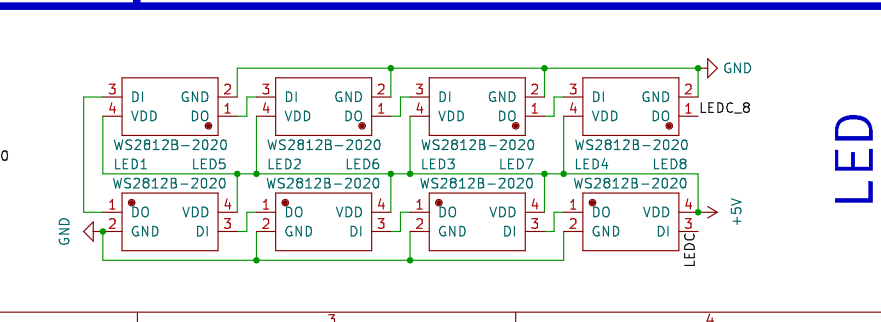 GND
3 DI GND 2 3 DI GND 2 3 DI GND 2 3 DI GND 2
4 VDD DO 1 4 VDD DO 1 4 VDD DO 1 4 VDD DO 1 LEDC_8
WS2812B-2020 WS2812B-2020 WS2812B-2020 WS2812B-2020
LED1 LED5 LED2 LED6 LED3 LED7 LED4 LED8
WS2812B-2020 WS2812B-2020 WS2812B-2020 WS2812B-2020
1 DO VDD 4 1 DO VDD 4 1 DO VDD 4 1 DO VDD 4 +5V
GND 2 GND DI 3 2 GND DI 3 2 GND DI 3 2 GND DI 3
LEDC
LED
3 4